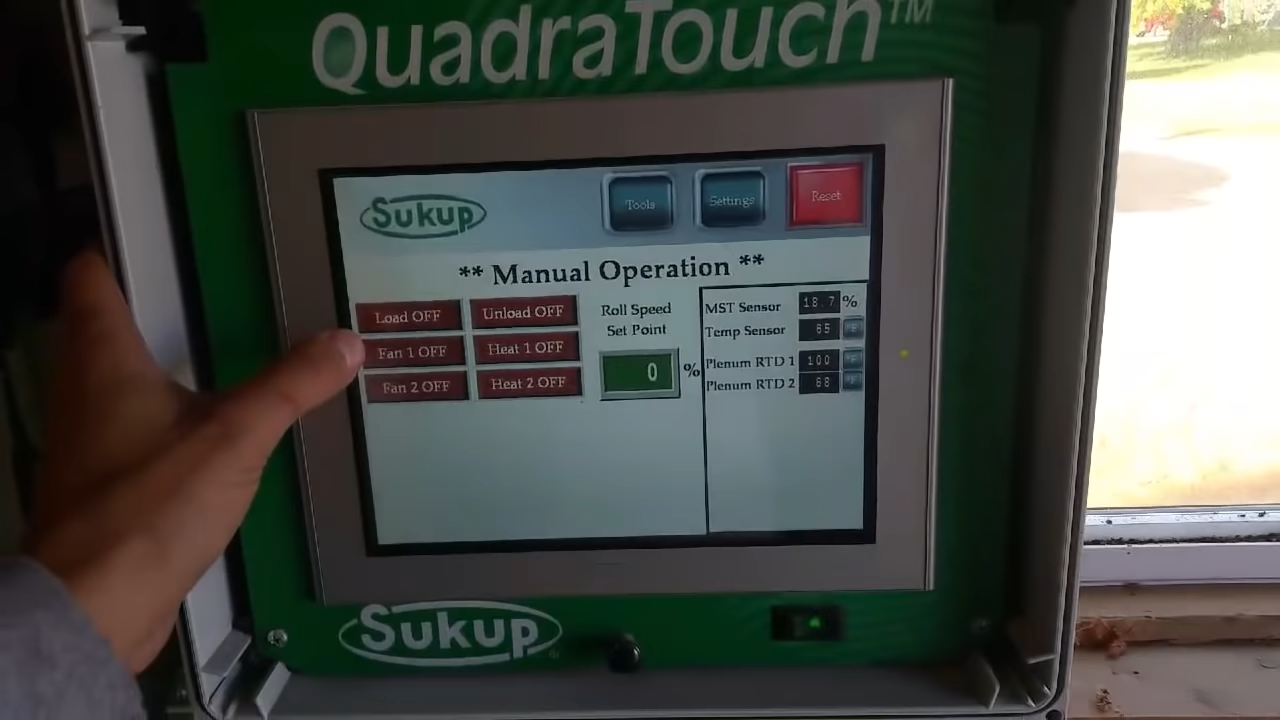 QuadraTouch™
Sukup
Tools
Settings
Reset
** Manual Operation **
Load OFF
Unload OFF
Fan 1 OFF
Heat 1 OFF
Fan 2 OFF
Heat 2 OFF
Roll Speed
Set Point
0 %
MST Sensor 18.7 %
Temp Sensor 65 F
Plenum RTD 1 100 F
Plenum RTD 2 68 F
Sukup®